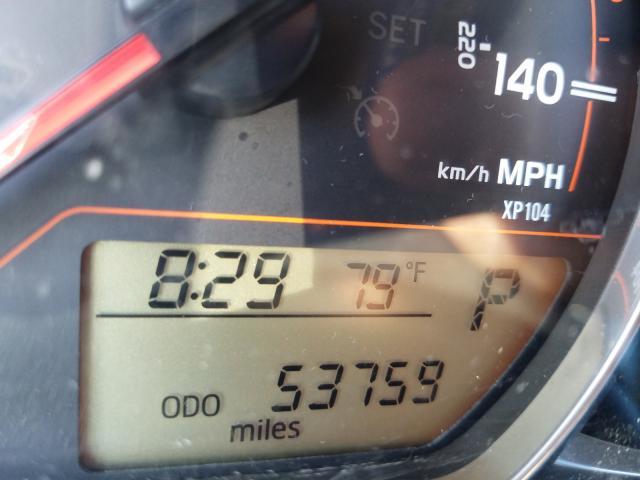 SET
220
140
km/h MPH
XP104
8:29 79°F P
ODO 53759
miles